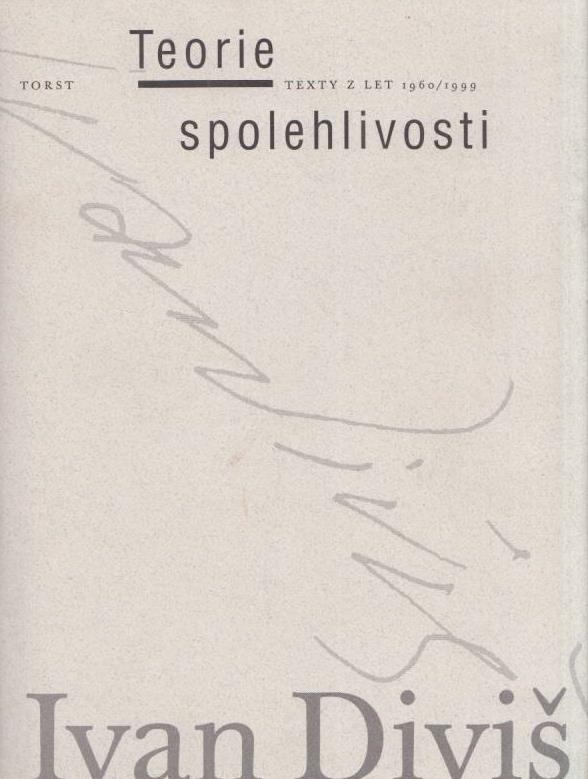 Teorie
TORST TEXTY Z LET 1960/1999
spolehlivosti
Ivan Diviš